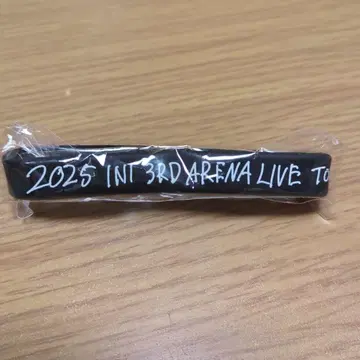 2025 INI 3RD ARENA LIVE TO